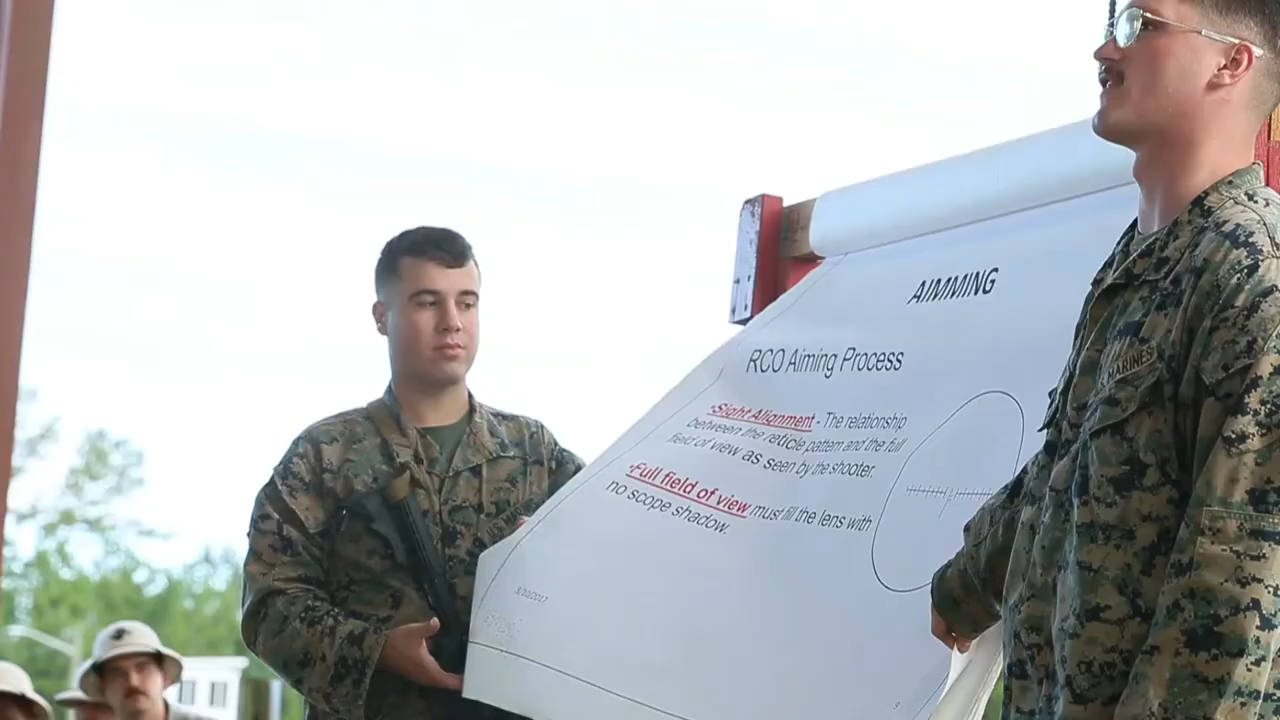 AIMMING
RCO Aiming Process
•Sight Alignment - The relationship
between the reticle pattern and the full
field of view as seen by the shooter.
•Full field of view must fill the lens with
no scope shadow.
MARINES
9